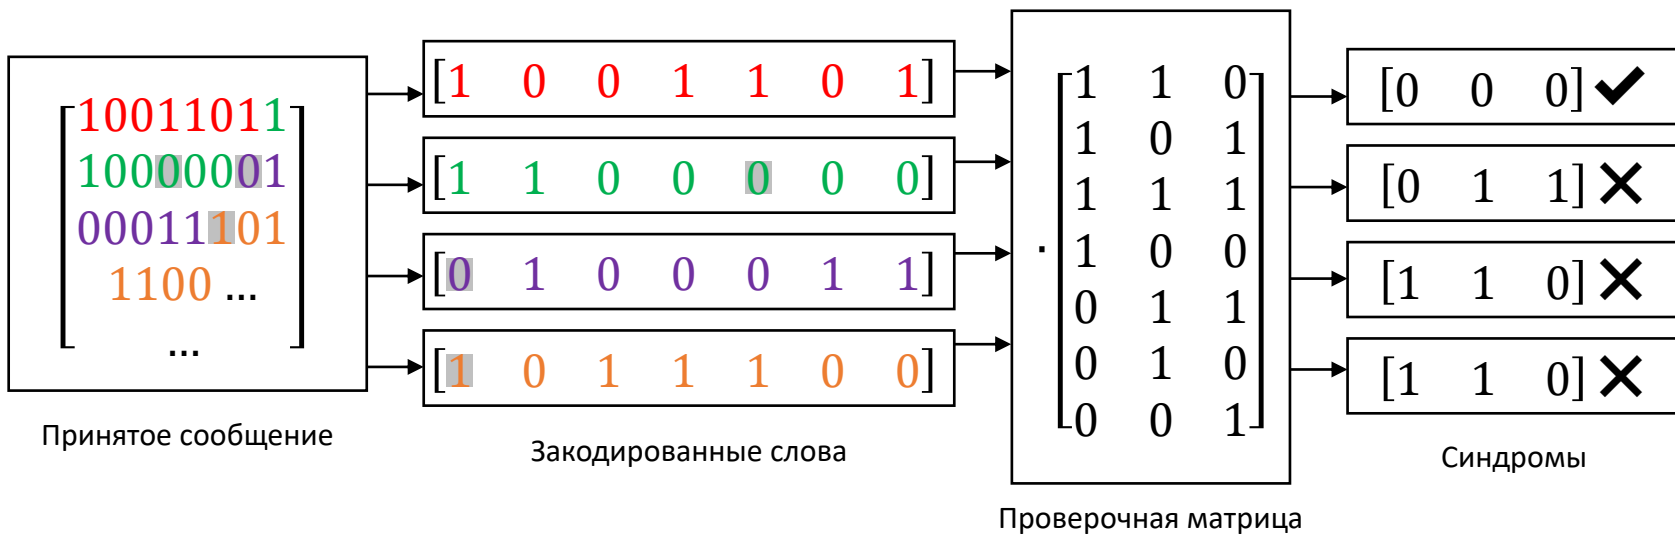 10011011
10000001
00011101
1100 ...
...
Принятое сообщение
[1 0 0 1 1 0 1]
[1 1 0 0 0 0 0]
[0 1 0 0 0 1 1]
[1 0 1 1 1 0 0]
Закодированные слова
1 1 0
1 0 1
1 1 1
· 1 0 0
0 1 1
0 1 0
0 0 1
Проверочная матрица
[0 0 0] ✓
[0 1 1] ✕
[1 1 0] ✕
[1 1 0] ✕
Синдромы